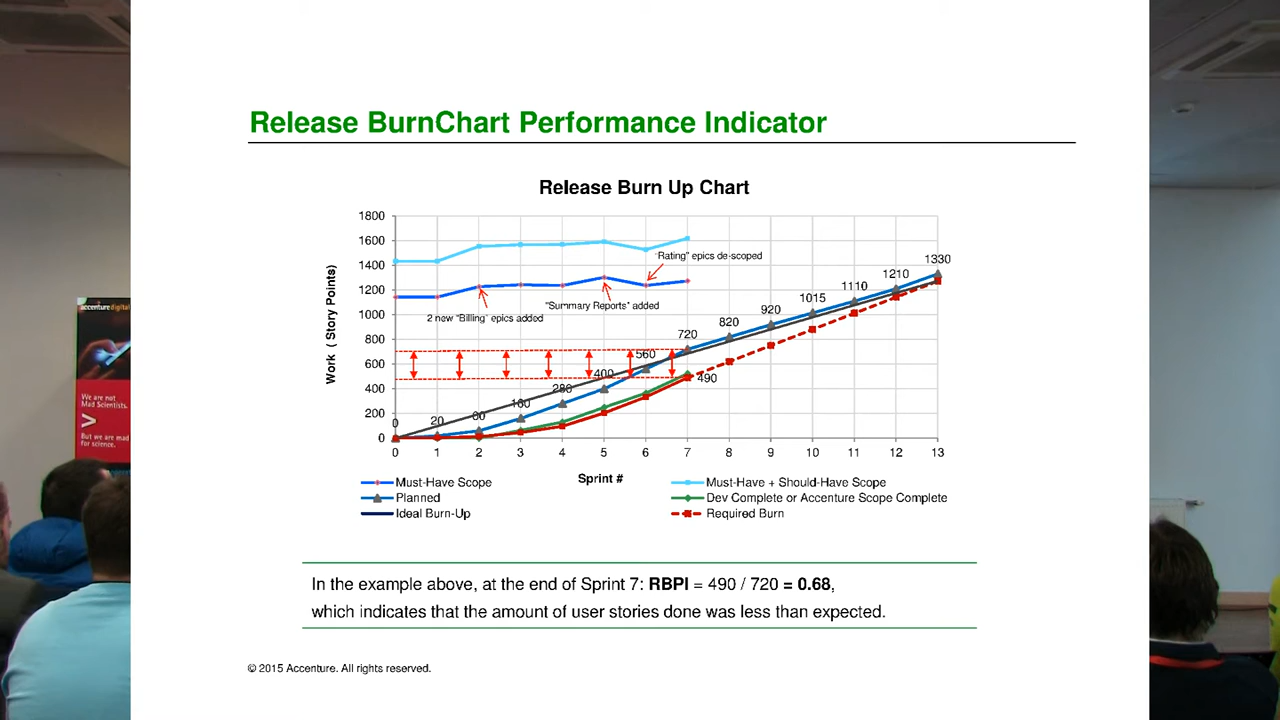 Release BurnChart Performance Indicator
Release Burn Up Chart
1800
1600
1400
1200
1000
800
600
400
200
0
Work ( Story Points)
"Rating" epics de-scoped
"Summary Reports" added
2 new "Billing" epics added
0
20
60
160
280
400
560
720
820
920
1015
1110
1210
1330
490
0 1 2 3 4 5 6 7 8 9 10 11 12 13
Sprint #
Must-Have Scope
Must-Have + Should-Have Scope
Planned
Dev Complete or Accenture Scope Complete
Ideal Burn-Up
Required Burn
In the example above, at the end of Sprint 7: RBPI = 490 / 720 = 0.68,
which indicates that the amount of user stories done was less than expected.
© 2015 Accenture. All rights reserved.
accenturedigital
We are not
Mad Scientists.
>
But we are mad
for science.